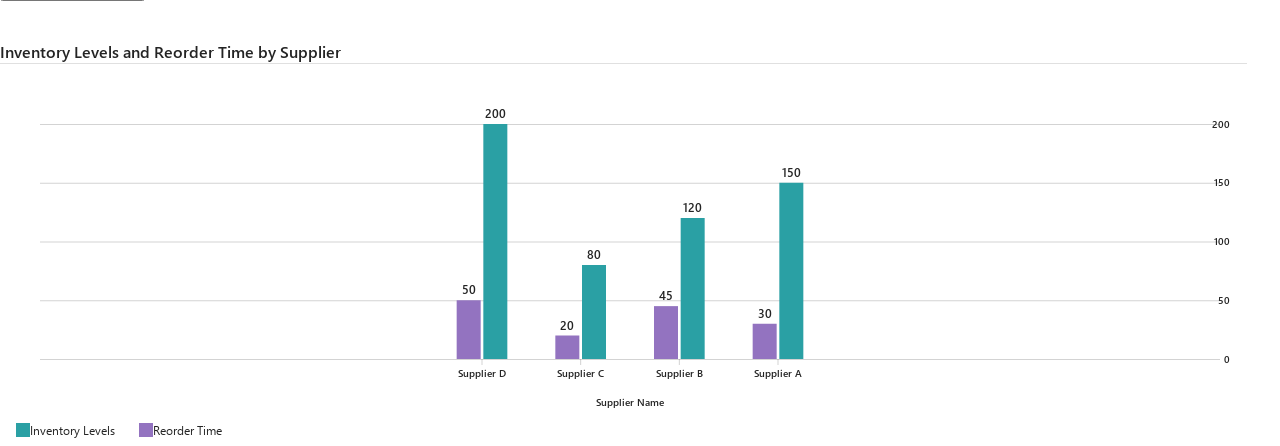 Inventory Levels and Reorder Time by Supplier
200
200
150
150
120
100
80
50
50
45
30
20
0
Supplier D
Supplier C
Supplier B
Supplier A
Supplier Name
Inventory Levels
Reorder Time